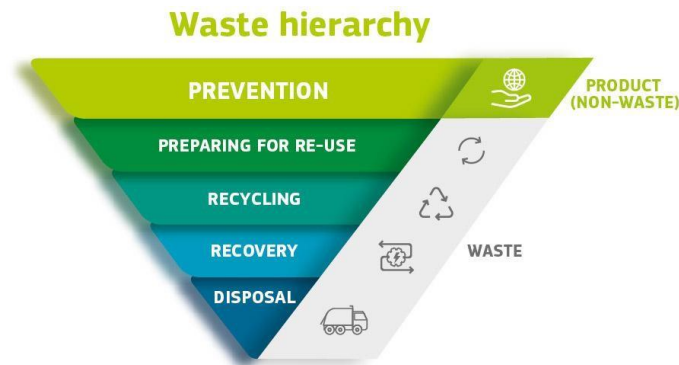 Waste hierarchy
PREVENTION
PRODUCT
(NON-WASTE)
PREPARING FOR RE-USE
RECYCLING
RECOVERY
WASTE
DISPOSAL